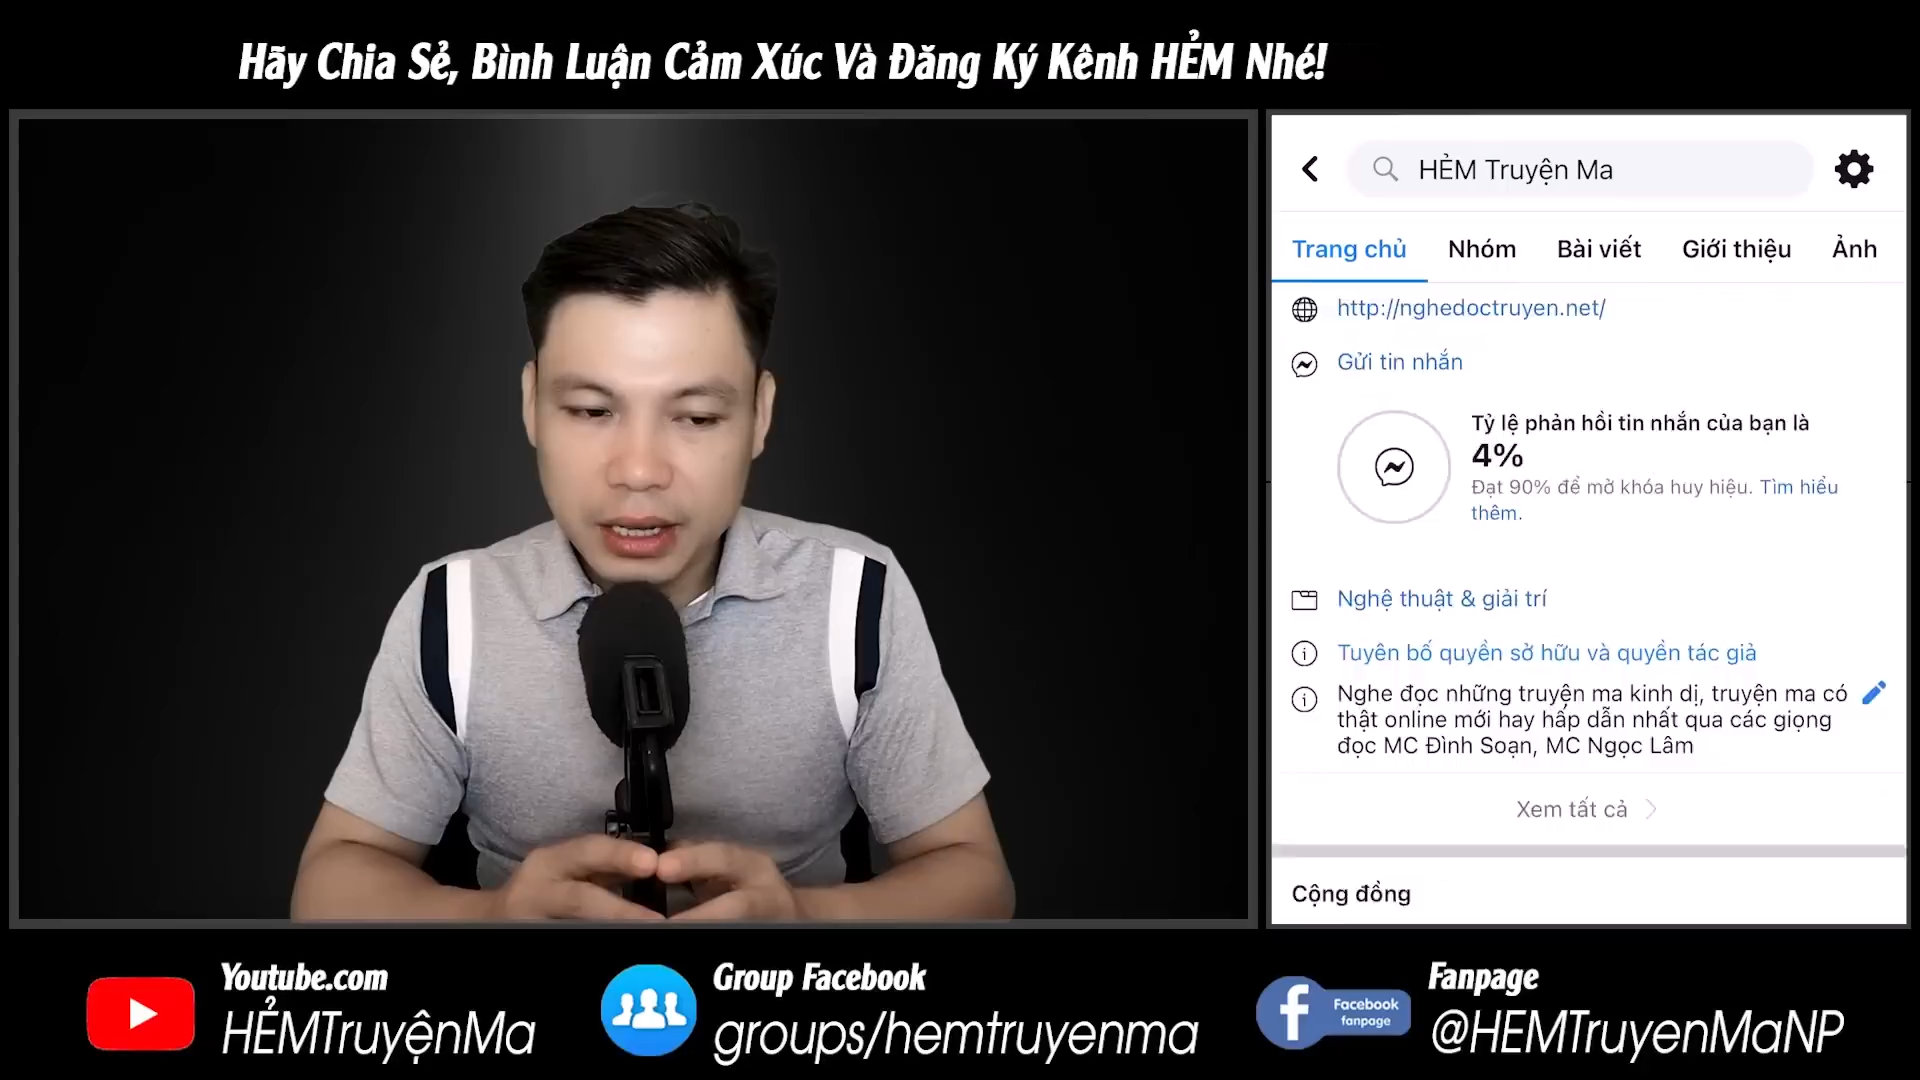 Hãy Chia Sẻ, Bình Luận Cảm Xúc Và Đăng Ký Kênh HẺM Nhé!
HẺM Truyện Ma
Trang chủ Nhóm Bài viết Giới thiệu Ảnh
http://nghedoctruyen.net/
Gửi tin nhắn
Tỷ lệ phản hồi tin nhắn của bạn là
4%
Đạt 90% để mở khóa huy hiệu. Tìm hiểu
thêm.
Nghệ thuật & giải trí
Tuyên bố quyền sở hữu và quyền tác giả
Nghe đọc những truyện ma kinh dị, truyện ma có
thật online mới hay hấp dẫn nhất qua các giọng
đọc MC Đình Soạn, MC Ngọc Lâm
Xem tất cả
Cộng đồng
Youtube.com
HẺMTruyệnMa
Group Facebook
groups/hemtruyenma
Facebook
fanpage
Fanpage
@HEMTruyenMaNP